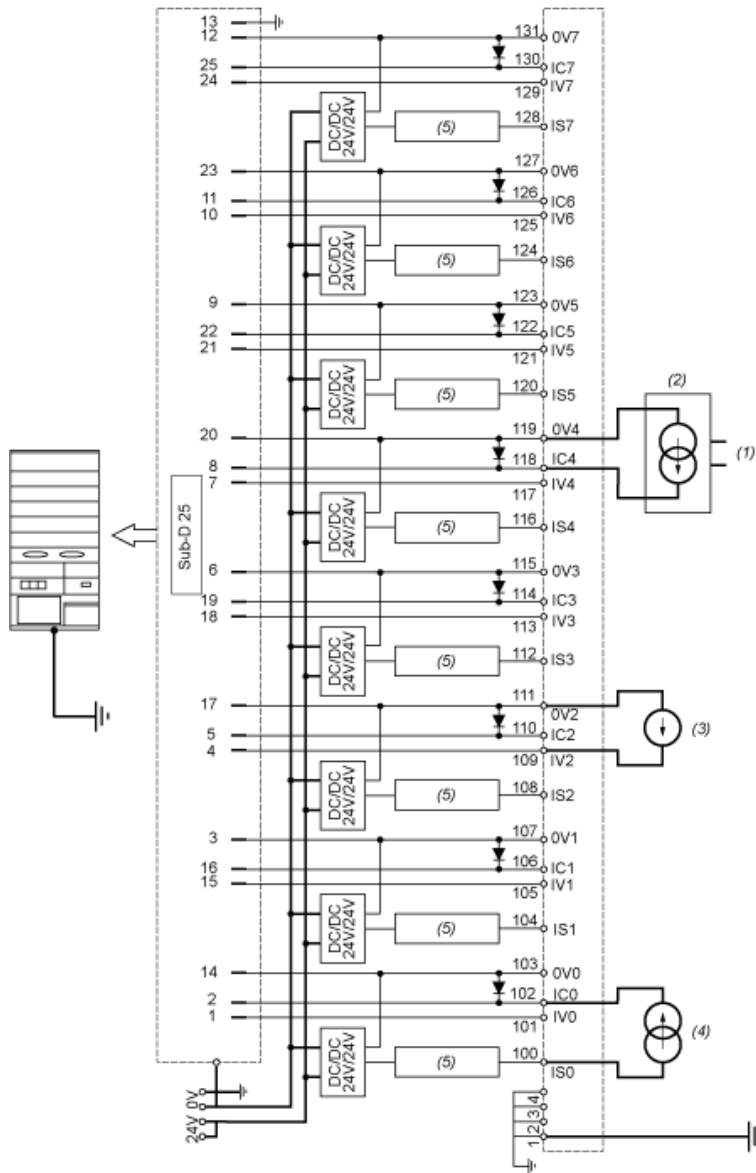 13
12 131 0V7
25 130 IC7
24 IV7
129
DC/DC
24V/24V
(5) 128 IS7
23 127 0V6
11 126 IC6
10 IV6
125
DC/DC
24V/24V
(5) 124 IS6
9 123 0V5
22 122 IC5
21 IV5
121
DC/DC
24V/24V
(5) 120 IS5
(2)
20 119 0V4
(1)
8 118 IC4
7 IV4
117
Sub-D 25
DC/DC
24V/24V
(5) 116 IS4
6 115 0V3
19 114 IC3
18 IV3
113
DC/DC
24V/24V
(5) 112 IS3
17 111 0V2
(3)
5 110 IC2
4 IV2
109
DC/DC
24V/24V
(5) 108 IS2
3 107 0V1
16 106 IC1
15 IV1
105
DC/DC
24V/24V
(5) 104 IS1
14 103 0V0
2 102 IC0
1 IV0
101
(4)
DC/DC
24V/24V
(5) 100 IS0
0V
24V
4
3
2
1